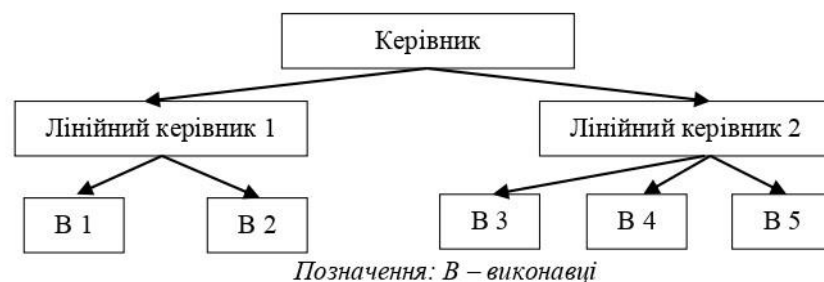 Керівник
Лінійний керівник 1
Лінійний керівник 2
В 1
В 2
В 3
В 4
В 5
Позначення: В – виконавці